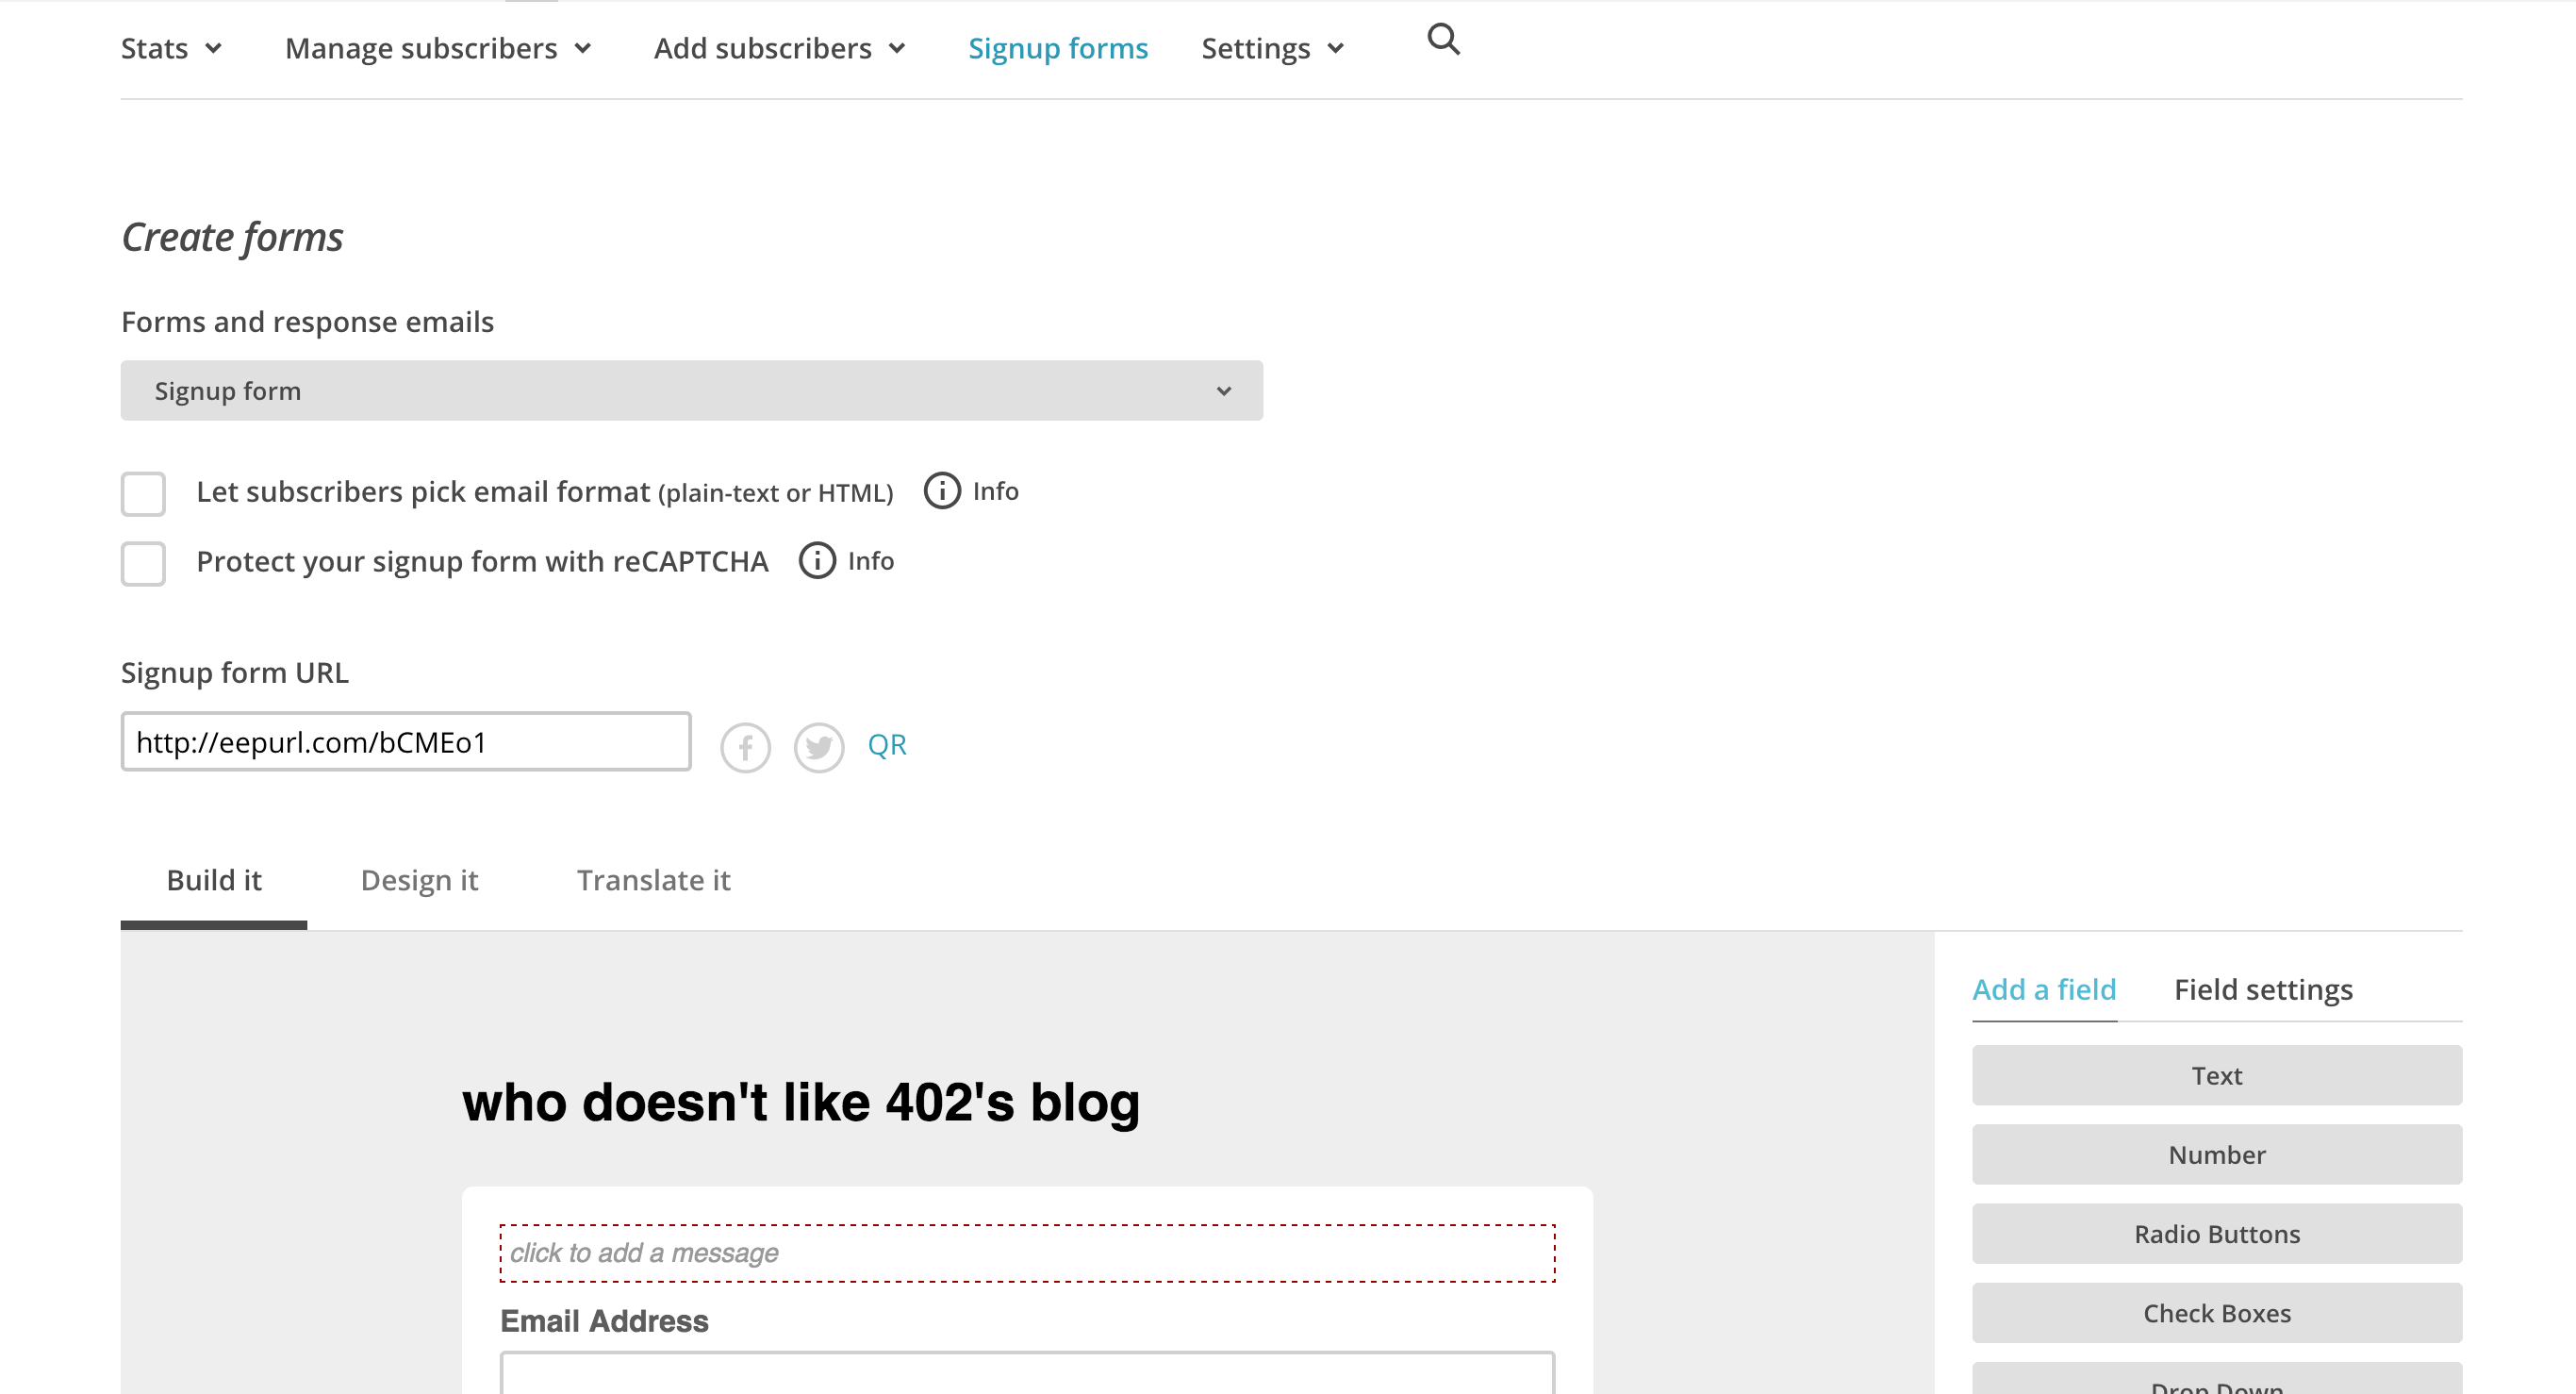 Stats Manage subscribers Add subscribers Signup forms Settings
Create forms
Forms and response emails
Signup form
Let subscribers pick email format (plain-text or HTML) Info
Protect your signup form with reCAPTCHA Info
Signup form URL
http://eepurl.com/bCMEo1 QR
Build it Design it Translate it
Add a field Field settings
Text
who doesn't like 402's blog
Number
Radio Buttons
click to add a message
Check Boxes
Email Address
Drop Down